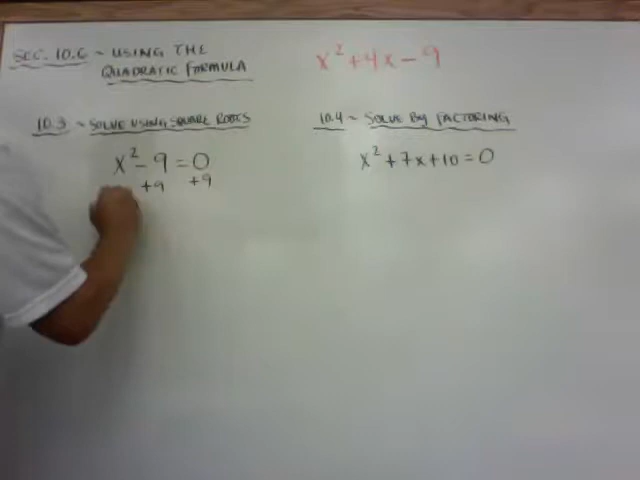 SEC. 10.6 ~ USING THE
QUADRATIC FORMULA
x² + 4x - 9
10.3 ~ SOLVE USING SQUARE ROOTS
x² - 9 = 0
+9 +9
10.4 ~ SOLVE BY FACTORING
x² + 7x + 10 = 0